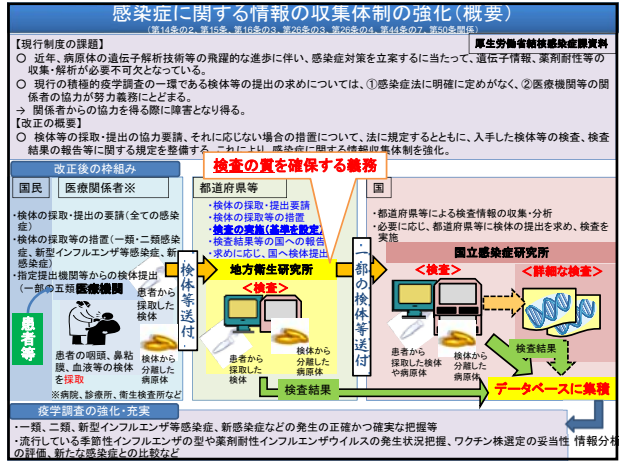 感染症に関する情報の収集体制の強化（概要）
（第14条の2、第15条、第16条の3、第26条の3、第26条の4、第44条の7、第50条関係）
厚生労働省結核感染症課資料
【現行制度の課題】
○ 近年、病原体の遺伝子解析技術等の飛躍的な進歩に伴い、感染症対策を立案するに当たって、遺伝子情報、薬剤耐性等の
収集・解析が必要不可欠となっている。
○ 現行の積極的疫学調査の一環である検体等の提出の求めについては、①感染症法に明確に定めがなく、②医療機関等の関
係者の協力が努力義務にとどまる。
→ 関係者からの協力を得る際に障害となり得る。
【改正の概要】
○ 検体等の採取・提出の協力要請、それに応じない場合の措置について、法に規定するとともに、入手した検体等の検査、検査
結果の報告等に関する規定を整備する。これにより、感染症に関する情報収集体制を強化。
改正後の枠組み
検査の質を確保する義務
国民
医療関係者※
・検体の採取・提出の要請（全ての感染
症）
・検体の採取等の措置（一類・二類感染
症、新型インフルエンザ等感染症、新
感染症）
・指定提出機関等からの検体提出
（一部の五類
医療機関
患者等
患者から
採取した
検体
検体から
分離した
病原体
患者の咽頭、鼻粘
膜、血液等の検体
を採取
※病院、診療所、衛生検査所など
検体等送付
都道府県等
・検体の採取・提出要請
・検体の採取等の措置
・検査の実施（基準を設定）
・検査結果等の国への報告
・求めに応じ、国へ検体提出
地方衛生研究所
＜検査＞
患者から
採取した
検体
検体から
分離した
病原体
一部の検体等送付
国
・都道府県等による検査情報の収集・分析
・必要に応じ、都道府県等に検体の提出を求め、検査を
実施
国立感染症研究所
＜検査＞
＜詳細な検査＞
患者から
採取した検体
や病原体
検体から
分離した
病原体
検査結果
検査結果
データベースに集積
疫学調査の強化・充実
・一類、二類、新型インフルエンザ等感染症、新感染症などの発生の正確かつ確実な把握等
・流行している季節性インフルエンザの型や薬剤耐性インフルエンザウイルスの発生状況把握、ワクチン株選定の妥当性 情報分析
の評価、新たな感染症との比較など